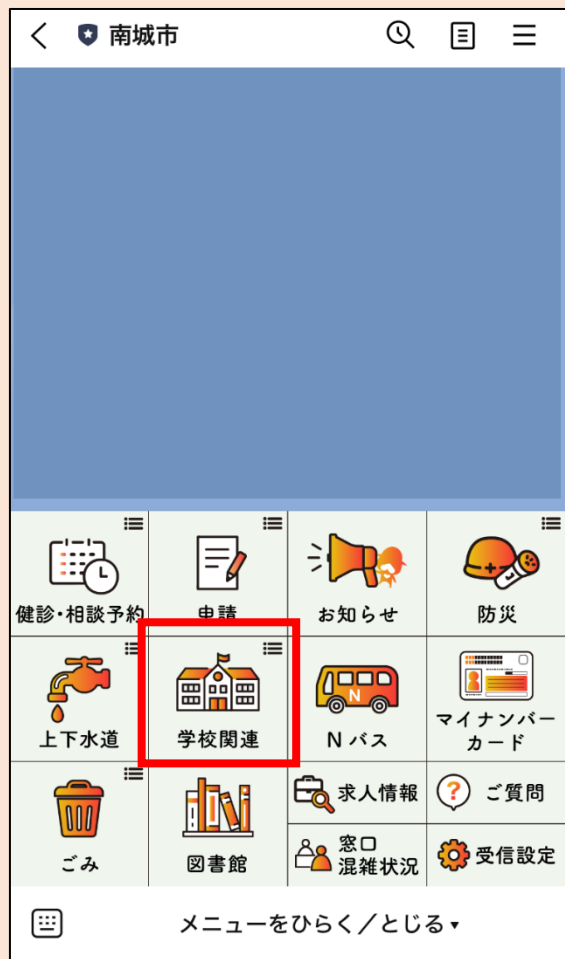 南城市
健診・相談予約
申請
お知らせ
防災
上下水道
学校関連
N
Nバス
マイナンバー
カード
ごみ
図書館
求人情報
? ご質問
窓口
混雑状況
受信設定
メニューをひらく/とじる▾